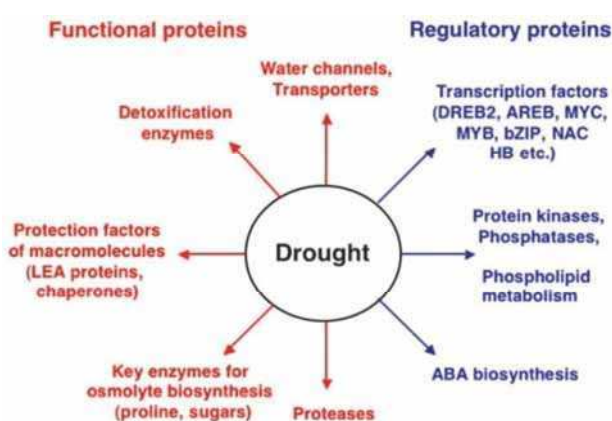 Functional proteins
Regulatory proteins
Water channels,
Transporters
Detoxification
enzymes
Transcription factors
(DREB2, AREB, MYC,
MYB, bZIP, NAC
HB etc.)
Protection factors
of macromolecules
(LEA proteins,
chaperones)
Drought
Protein kinases,
Phosphatases,
Phospholipid
metabolism
Key enzymes for
osmolyte biosynthesis
(proline, sugars)
Proteases
ABA biosynthesis